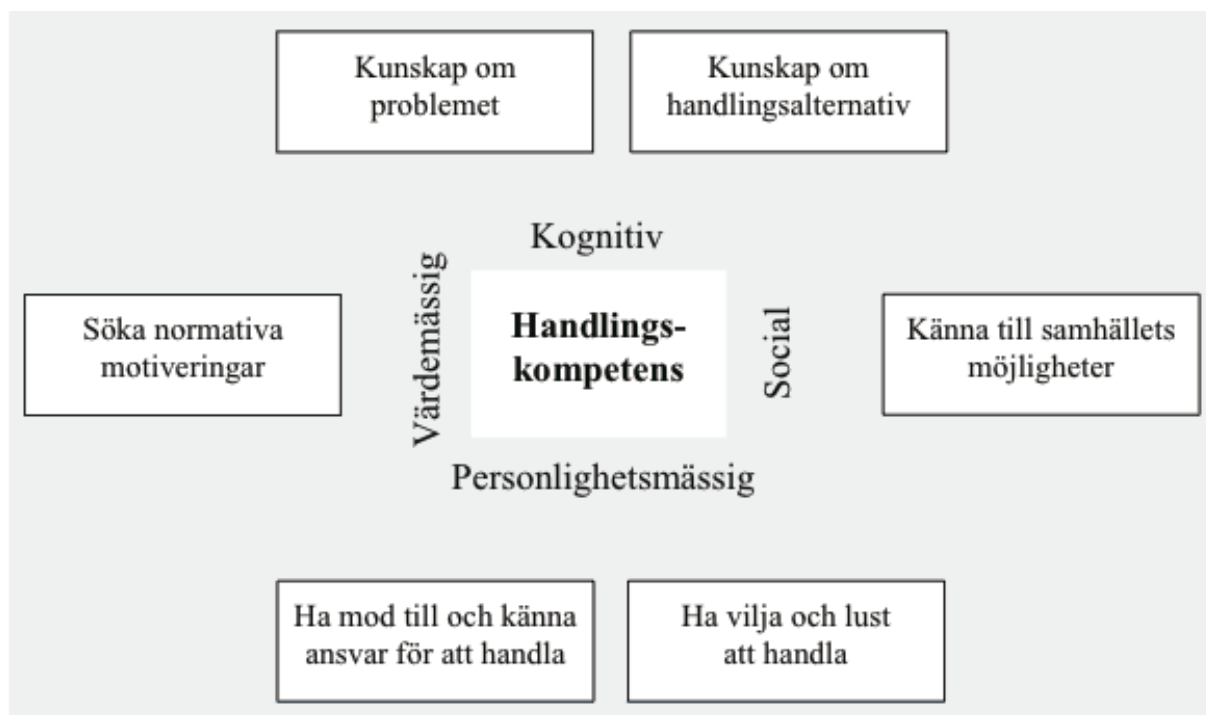 Kunskap om
problemet
Kunskap om
handlingsalternativ
Kognitiv
Söka normativa
motiveringar
Värdemässig
Handlings-
kompetens
Social
Känna till samhällets
möjligheter
Personlighetsmässig
Ha mod till och känna
ansvar för att handla
Ha vilja och lust
att handla